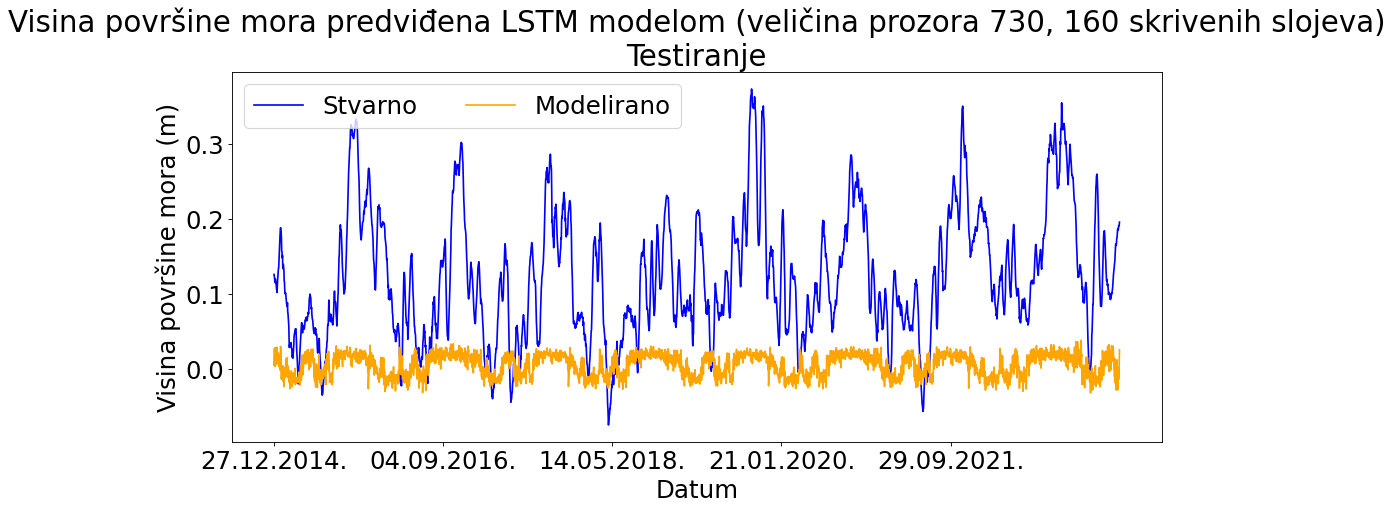 Visina površine mora predviđena LSTM modelom (veličina prozora 730, 160 skrivenih slojeva)
Testiranje
Stvarno Modelirano
Visina površine mora (m)
0.3
0.2
0.1
0.0
27.12.2014. 04.09.2016. 14.05.2018. 21.01.2020. 29.09.2021.
Datum